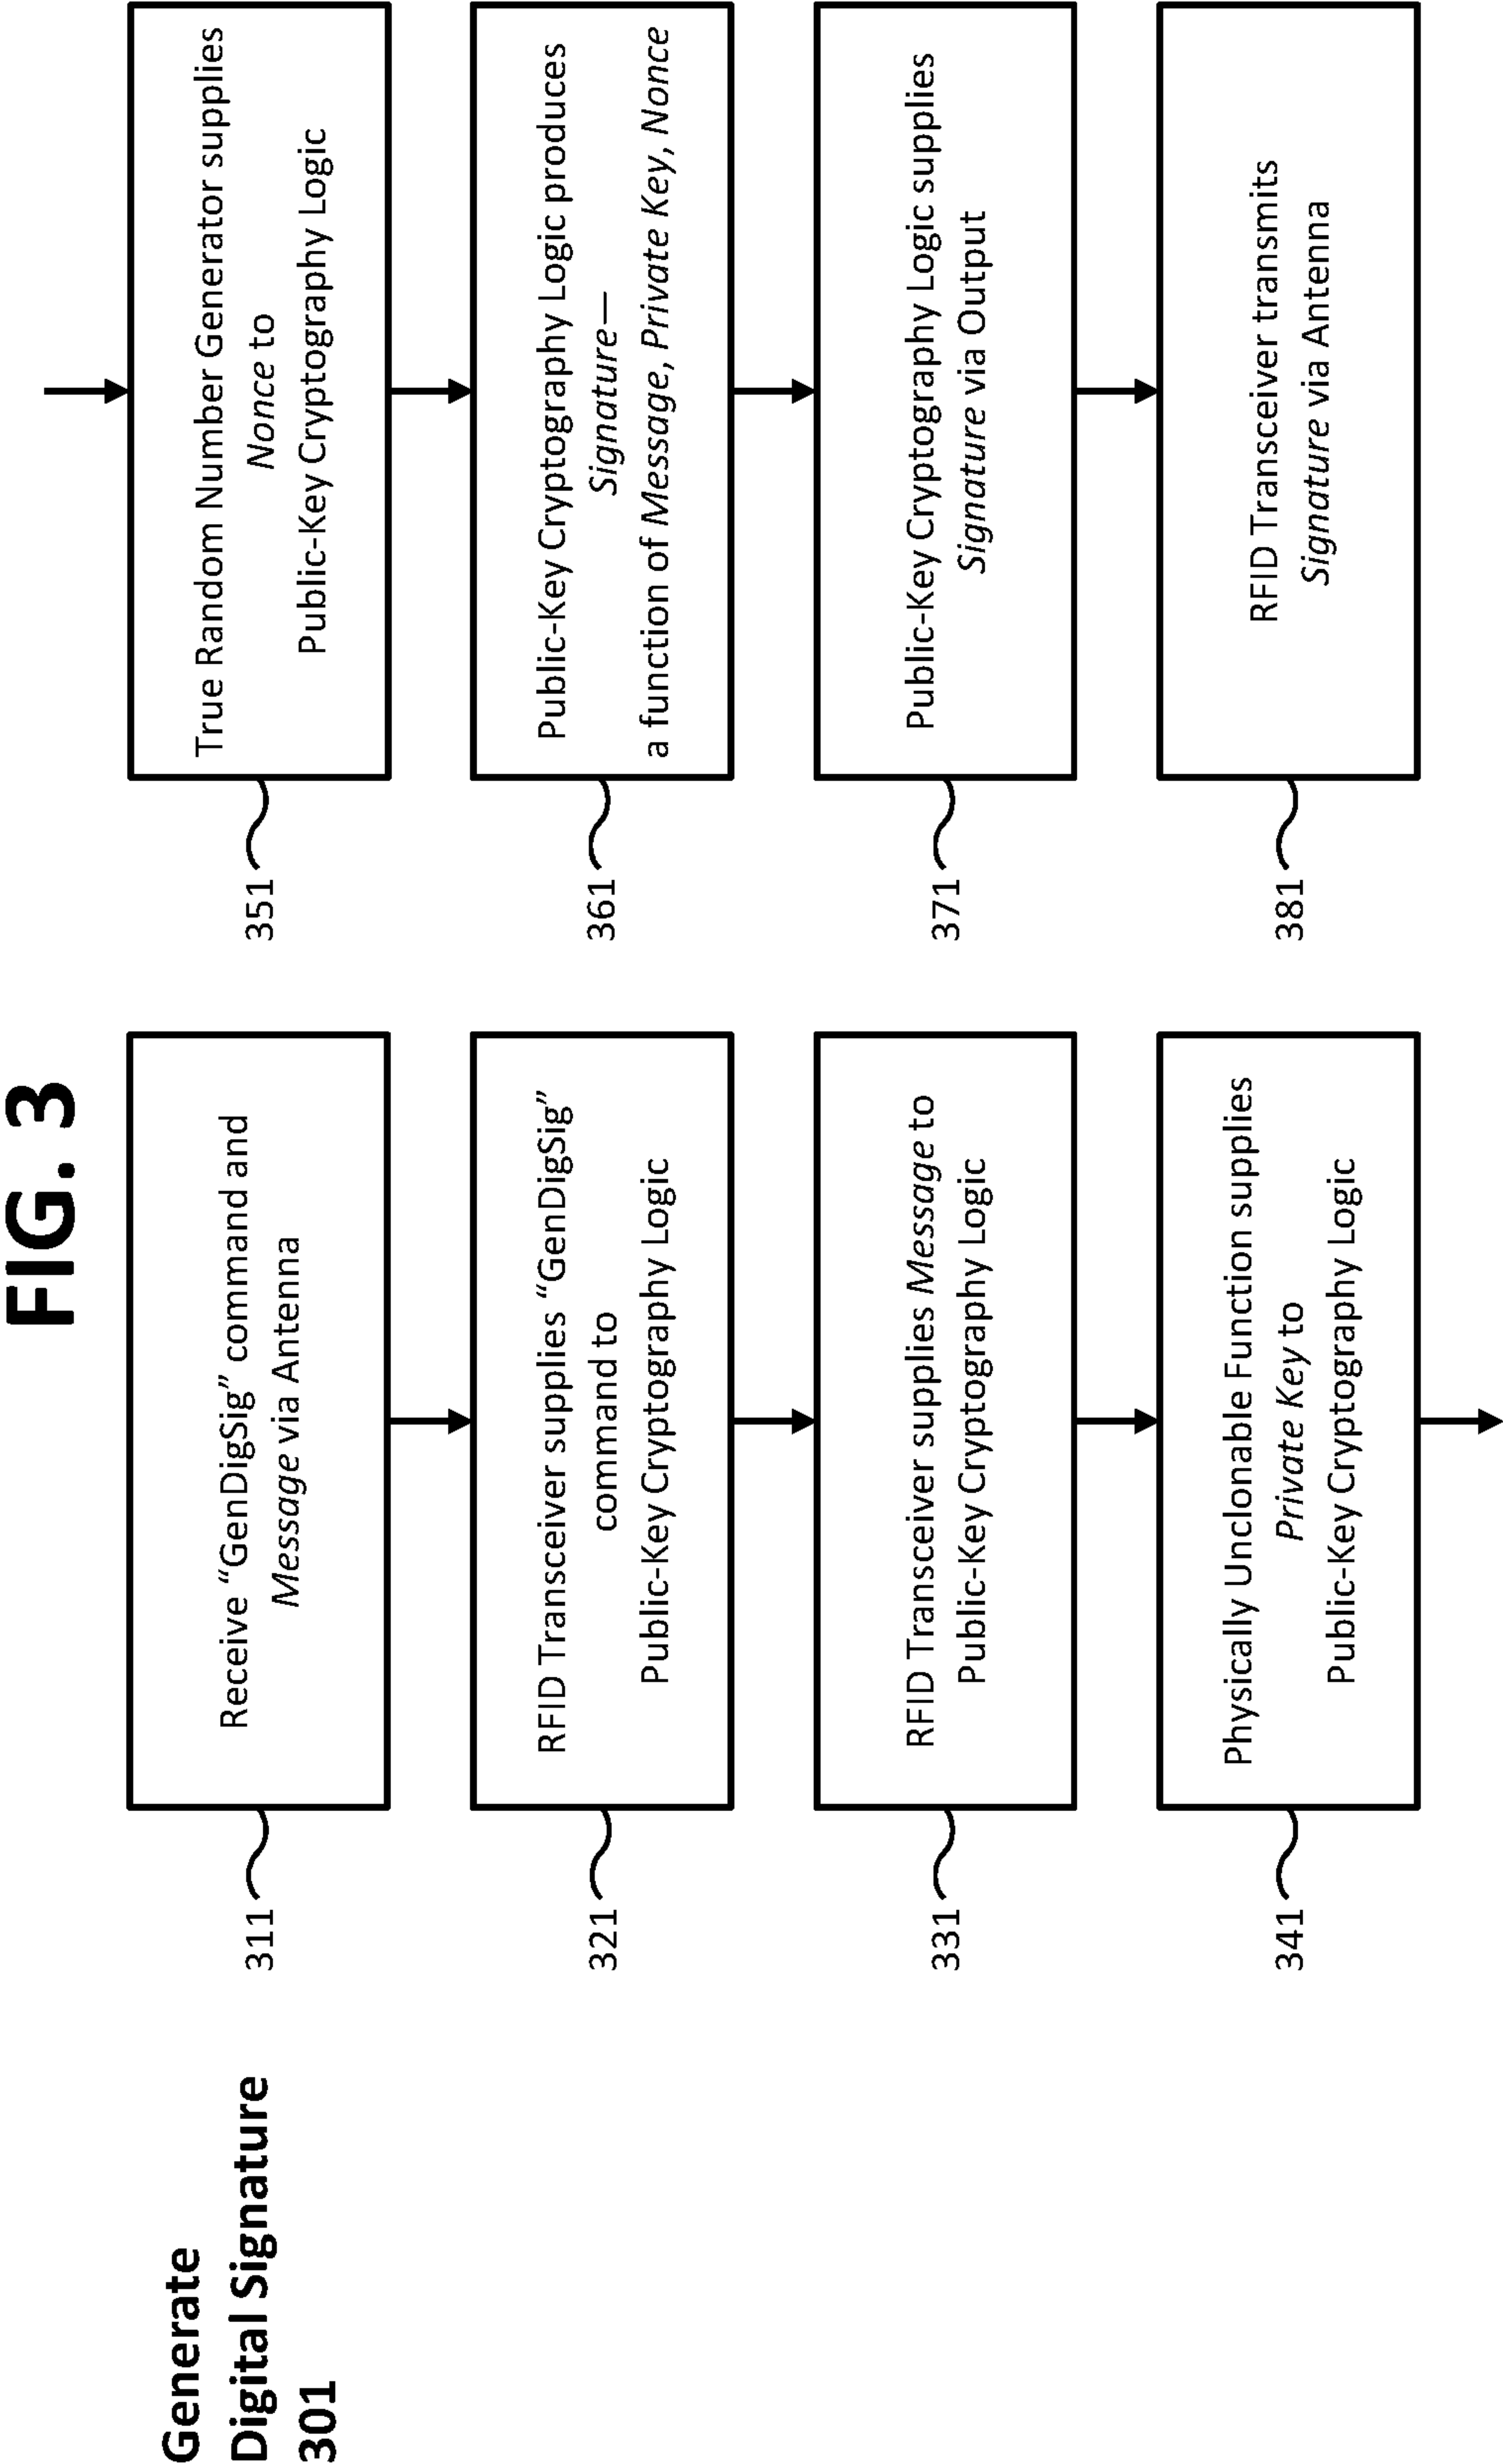 FIG. 3
Generate
Digital Signature
301
311
Receive “GenDigSig” command and
Message via Antenna
321
RFID Transceiver supplies “GenDigSig”
command to
Public-Key Cryptography Logic
331
RFID Transceiver supplies Message to
Public-Key Cryptography Logic
341
Physically Unclonable Function supplies
Private Key to
Public-Key Cryptography Logic
351
True Random Number Generator supplies
Nonce to
Public-Key Cryptography Logic
361
Public-Key Cryptography Logic produces
Signature—
a function of Message, Private Key, Nonce
371
Public-Key Cryptography Logic supplies
Signature via Output
381
RFID Transceiver transmits
Signature via Antenna